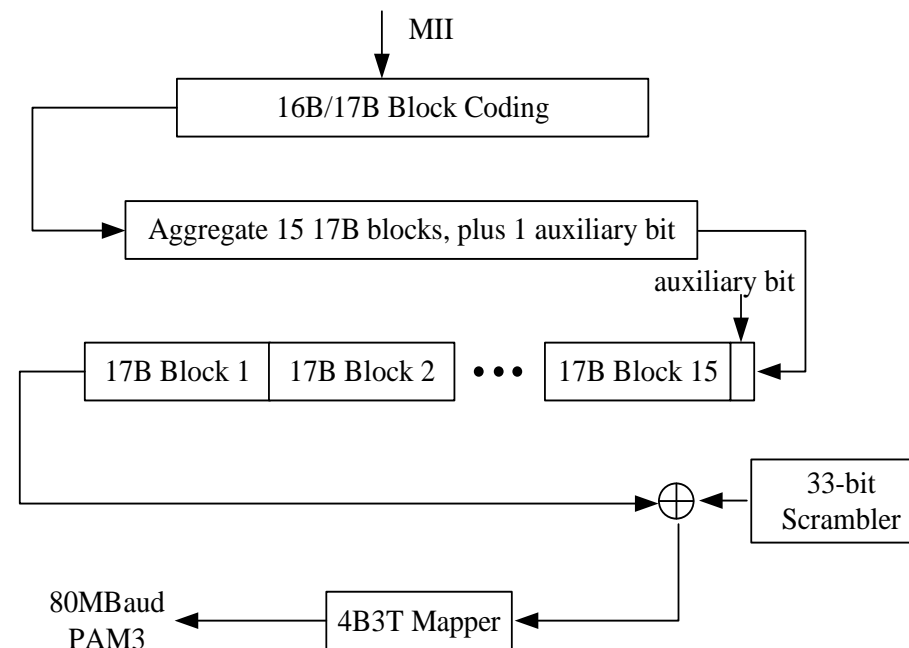 MII
16B/17B Block Coding
Aggregate 15 17B blocks, plus 1 auxiliary bit
auxiliary bit
17B Block 1
17B Block 2
17B Block 15
33-bit
Scrambler
80MBaud
PAM3
4B3T Mapper